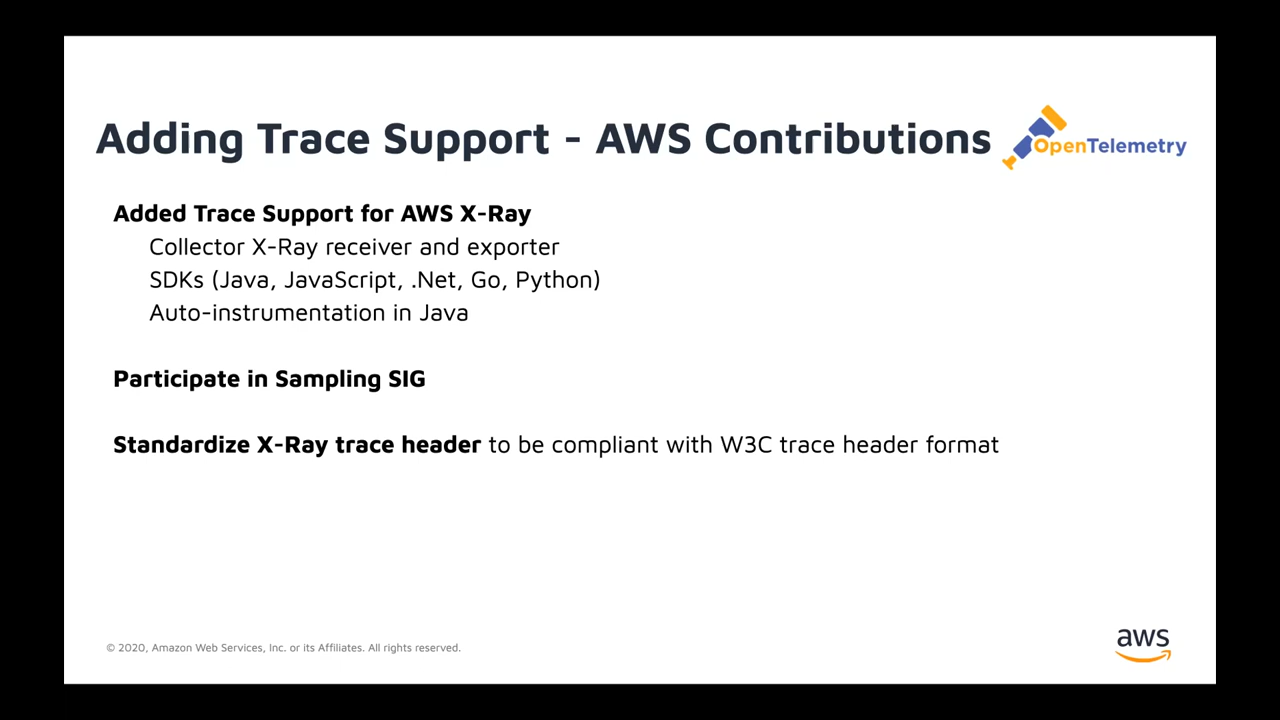 Adding Trace Support - AWS Contributions
OpenTelemetry
Added Trace Support for AWS X-Ray
Collector X-Ray receiver and exporter
SDKs (Java, JavaScript, .Net, Go, Python)
Auto-instrumentation in Java
Participate in Sampling SIG
Standardize X-Ray trace header to be compliant with W3C trace header format
© 2020, Amazon Web Services, Inc. or its Affiliates. All rights reserved.
aws